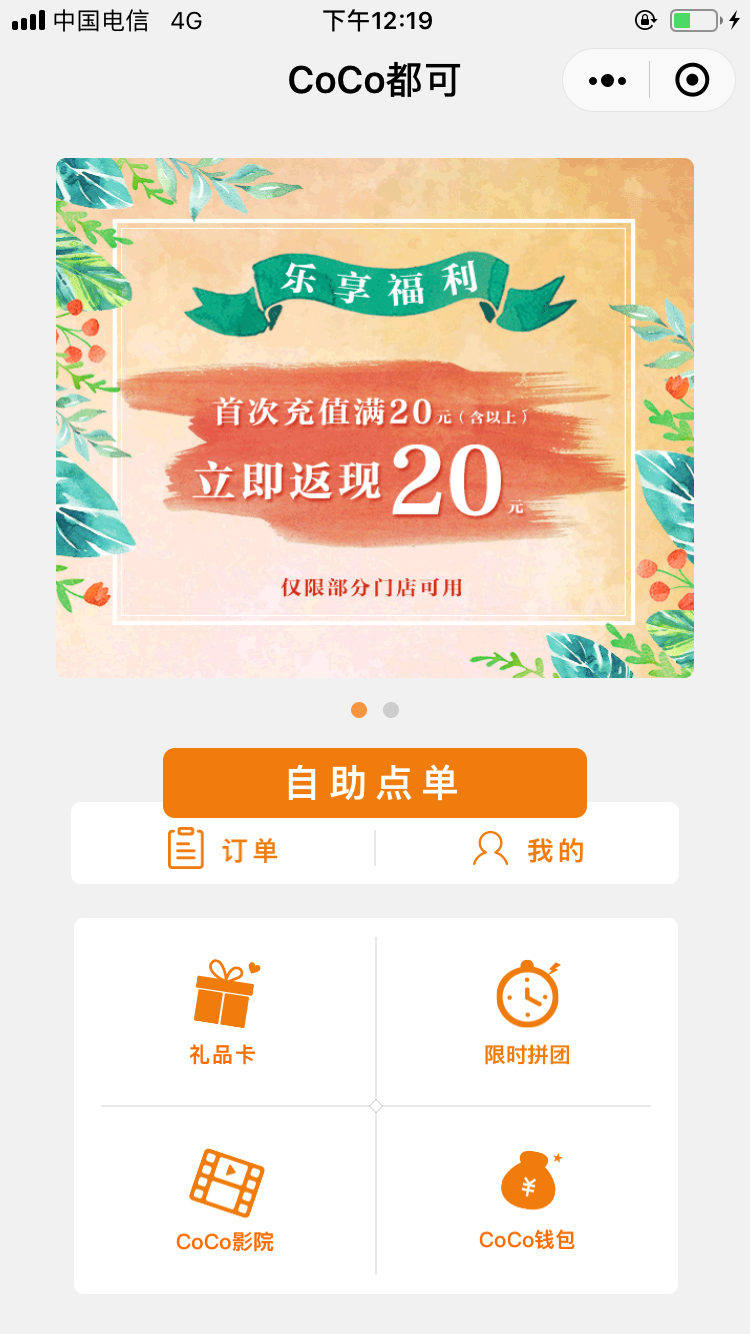 中国电信 4G 下午12:19
CoCo都可
乐享福利
首次充值满20元（含以上）
立即返现20元
仅限部分门店可用
自助点单
订单 我的
礼品卡 限时拼团
¥
CoCo影院 CoCo钱包